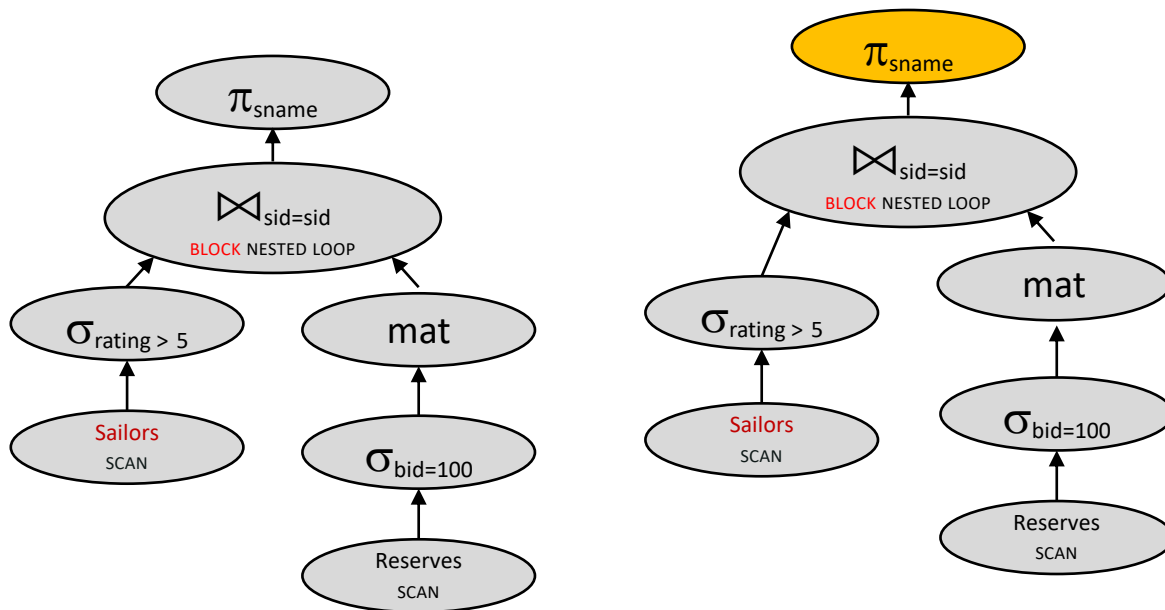 πsname
⋈sid=sid
BLOCK NESTED LOOP
σrating > 5
mat
Sailors
SCAN
σbid=100
Reserves
SCAN
πsname
⋈sid=sid
BLOCK NESTED LOOP
σrating > 5
mat
Sailors
SCAN
σbid=100
Reserves
SCAN